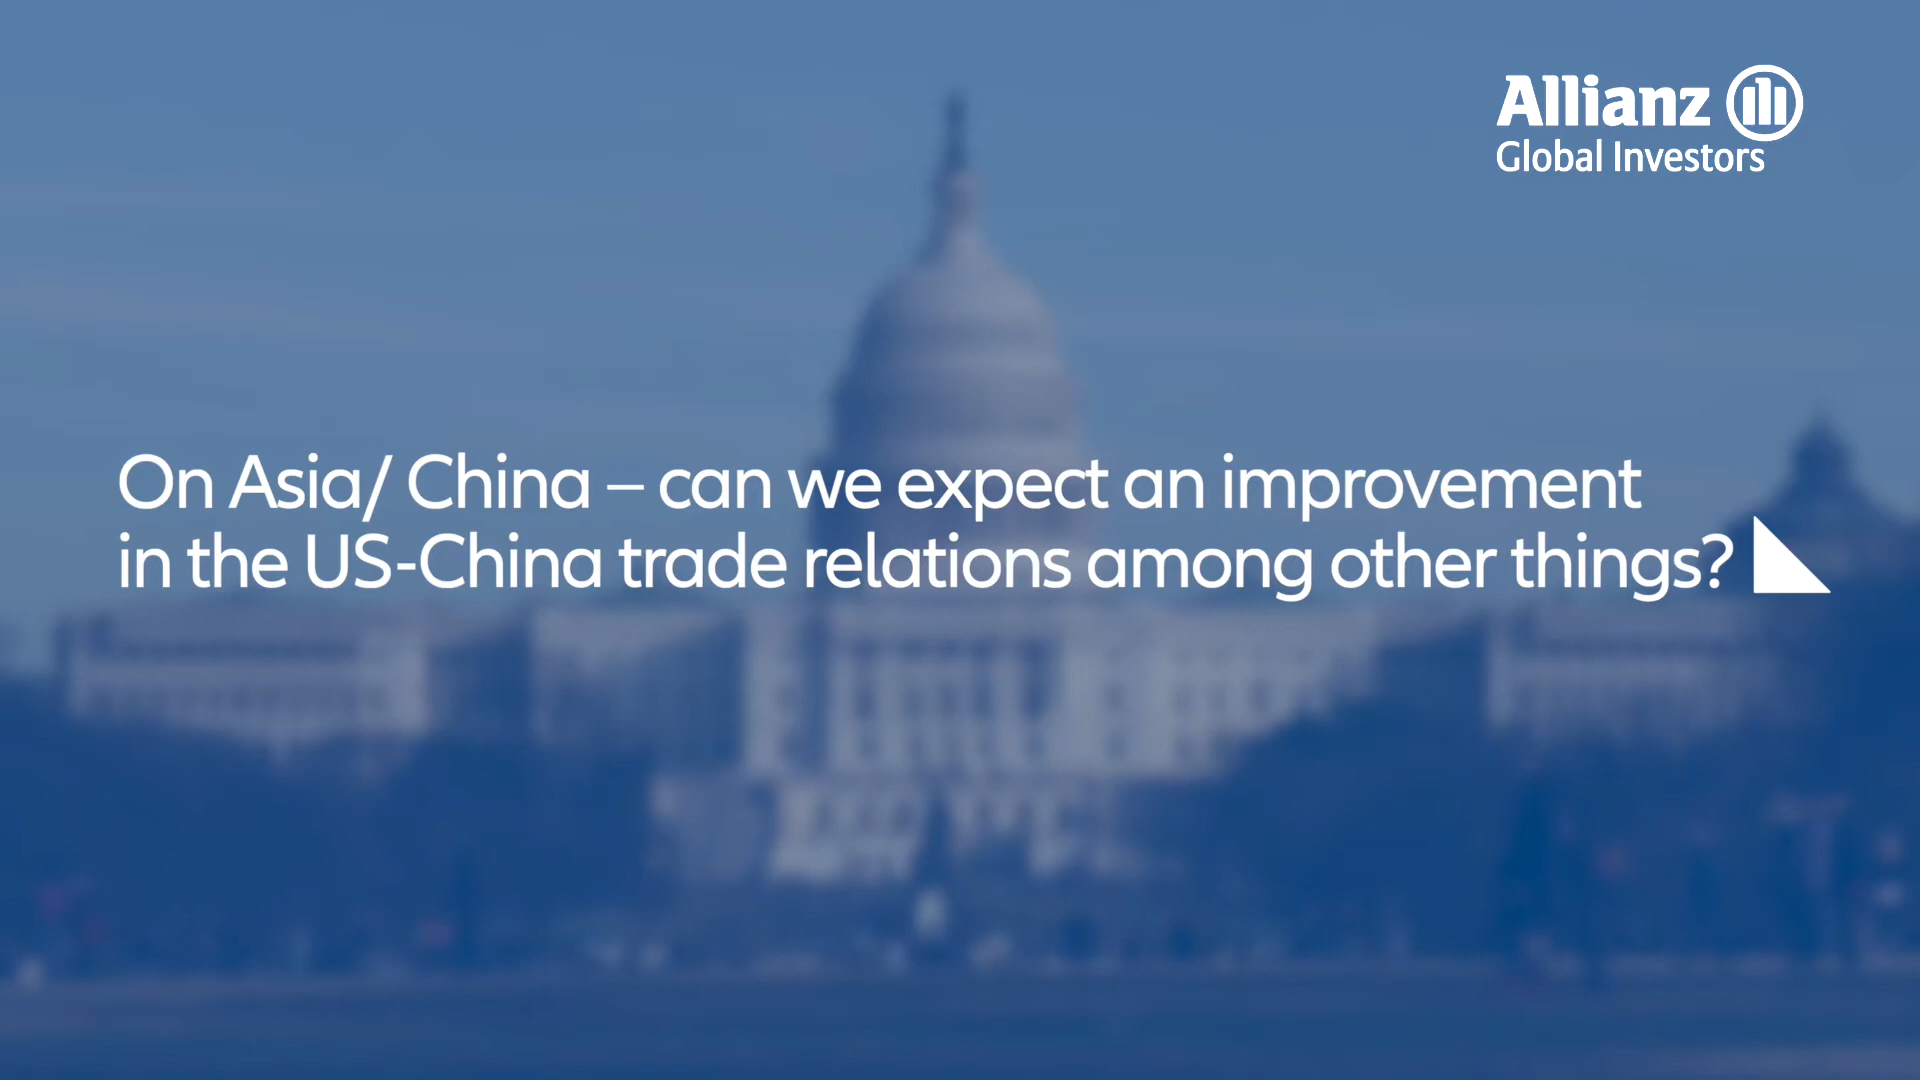 Allianz
Global Investors
On Asia/ China – can we expect an improvement
in the US-China trade relations among other things?